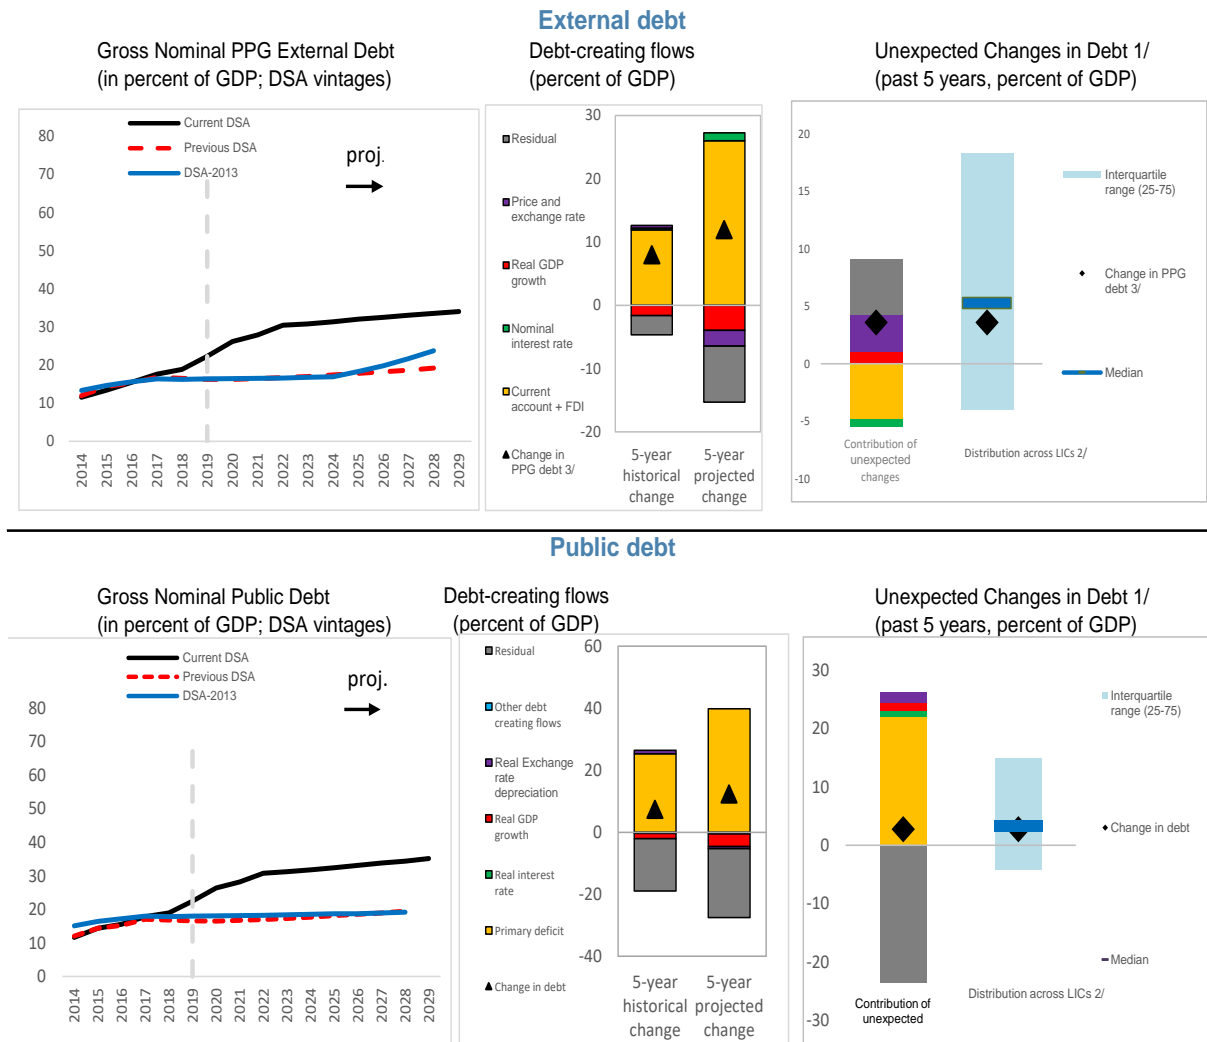 External debt
Gross Nominal PPG External Debt
(in percent of GDP; DSA vintages)
Current DSA
Previous DSA
DSA-2013
proj.
80
70
60
50
40
30
20
10
0
2014
2015
2016
2017
2018
2019
2020
2021
2022
2023
2024
2025
2026
2027
2028
2029
Debt-creating flows
(percent of GDP)
Residual
Price and
exchange rate
Real GDP
growth
Nominal
interest rate
Current
account + FDI
Change in
PPG debt 3/
30
20
10
0
-10
-20
5-year
historical
change
5-year
projected
change
Unexpected Changes in Debt 1/
(past 5 years, percent of GDP)
20
15
10
5
0
-5
-10
Contribution of
unexpected
changes
Distribution across LICs 2/
Interquartile
range (25-75)
Change in PPG
debt 3/
Median
Public debt
Gross Nominal Public Debt
(in percent of GDP; DSA vintages)
Current DSA
Previous DSA
DSA-2013
proj.
80
70
60
50
40
30
20
10
0
2014
2015
2016
2017
2018
2019
2020
2021
2022
2023
2024
2025
2026
2027
2028
2029
Debt-creating flows
(percent of GDP)
Residual
Other debt
creating flows
Real Exchange
rate
depreciation
Real GDP
growth
Real interest
rate
Primary deficit
Change in debt
60
40
20
0
-20
-40
5-year
historical
change
5-year
projected
change
Unexpected Changes in Debt 1/
(past 5 years, percent of GDP)
30
20
10
0
-10
-20
-30
Contribution of
unexpected
Distribution across LICs 2/
Interquartile
range (25-75)
Change in debt
Median